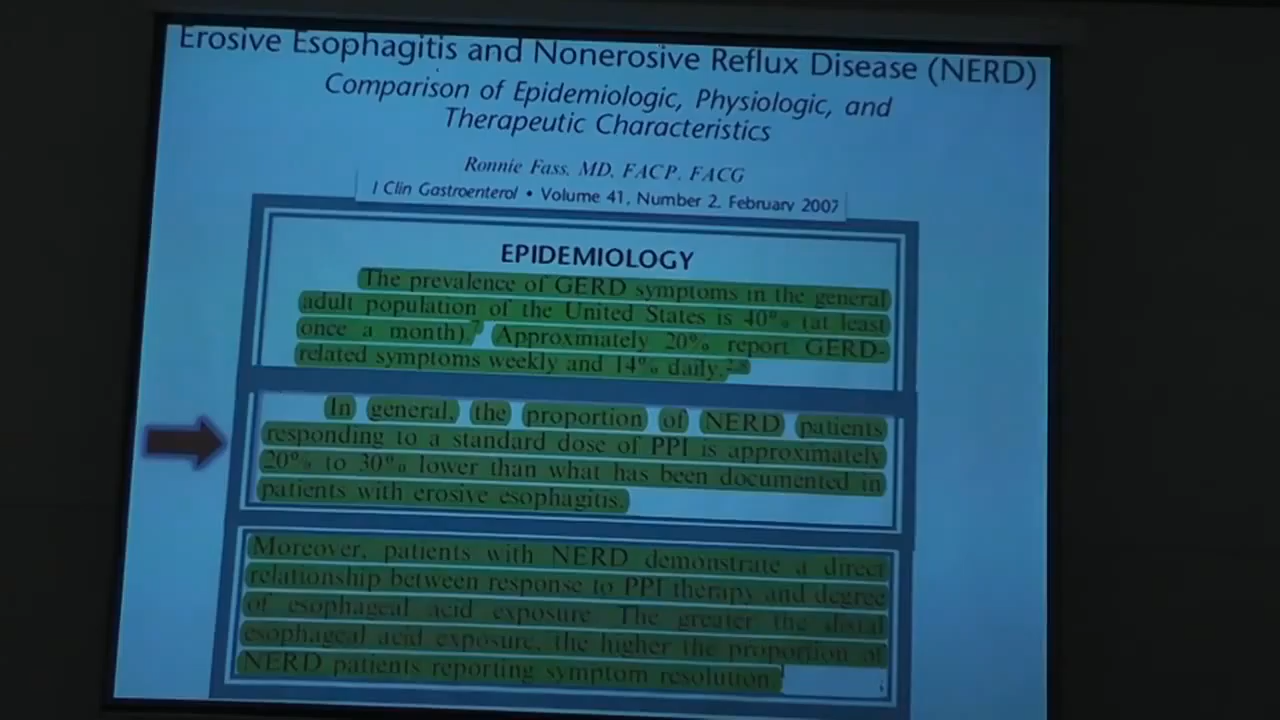 Erosive Esophagitis and Nonerosive Reflux Disease (NERD)
Comparison of Epidemiologic, Physiologic, and
Therapeutic Characteristics
Ronnie Fass, MD, FACP, FACG
J Clin Gastroenterol • Volume 41, Number 2, February 2007
EPIDEMIOLOGY
The prevalence of GERD symptoms in the general
adult population of the United States is 40% (at least
once a month).7 Approximately 20% report GERD-
related symptoms weekly and 14% daily.
In general, the proportion of NERD patients
responding to a standard dose of PPI is approximately
20% to 30% lower than what has been documented in
patients with erosive esophagitis.
Moreover, patients with NERD demonstrate a direct
relationship between response to PPI therapy and degree
of esophageal acid exposure. The greater the distal
esophageal acid exposure, the higher the proportion of
NERD patients reporting symptom resolution.